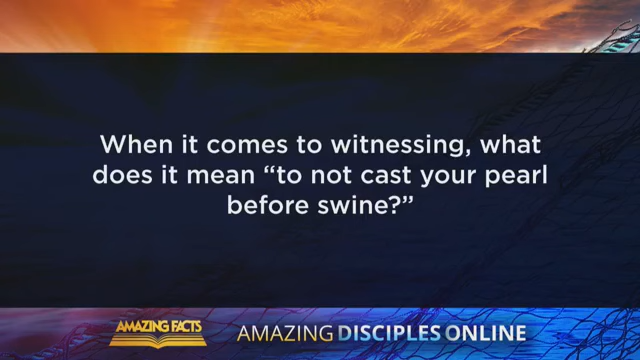 When it comes to witnessing, what
does it mean “to not cast your pearl
before swine?”
AMAZING FACTS
AMAZING DISCIPLES ONLINE